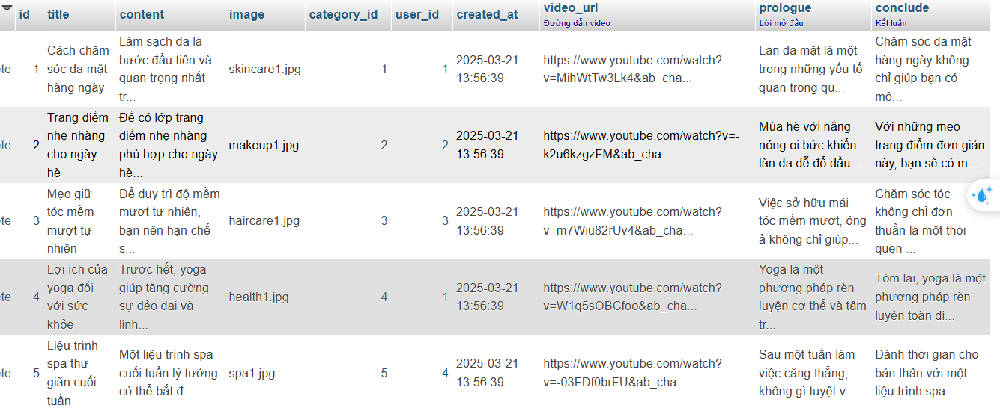 id title content image category_id user_id created_at video_url prologue conclude
Đường dẫn video Lời mở đầu Kết luận
ete
1
Cách chăm
sóc da mặt
hàng ngày
Làm sạch da là
bước đầu tiên và
quan trọng nhất
tr...
skincare1.jpg
1
1
2025-03-21
13:56:39
https://www.youtube.com/watch?
v=MihWtTw3Lk4&ab_cha...
Làn da mặt là một
trong những yếu tố
quan trọng qu...
Chăm sóc da mặt
hàng ngày không
chỉ giúp bạn có
mộ...
ete
2
Trang điểm
nhẹ nhàng
cho ngày
hè
Để có lớp trang
điểm nhẹ nhàng
phù hợp cho ngày
hè...
makeup1.jpg
2
2
2025-03-21
13:56:39
https://www.youtube.com/watch?v=-
k2u6kzgzFM&ab_cha...
Mùa hè với nắng
nóng oi bức khiến
làn da dễ đổ dầu...
Với những mẹo
trang điểm đơn giản
này, bạn sẽ có m...
ete
3
Mẹo giữ
tóc mềm
mượt tự
nhiên
Để duy trì độ mềm
mượt tự nhiên,
bạn nên hạn chế
s...
haircare1.jpg
3
3
2025-03-21
13:56:39
https://www.youtube.com/watch?
v=m7Wiu82rUv4&ab_cha...
Việc sở hữu mái
tóc mềm mượt, óng
ả không chỉ giúp...
Chăm sóc tóc
không chỉ đơn
thuần là một thói
quen ...
ete
4
Lợi ích của
yoga đối
với sức
khỏe
Trước hết, yoga
giúp tăng cường
sự dẻo dai và
linh...
health1.jpg
4
1
2025-03-21
13:56:39
https://www.youtube.com/watch?
v=W1q5sOBCfoo&ab_cha...
Yoga là một
phương pháp rèn
luyện cơ thể và tâm
tr...
Tóm lại, yoga là một
phương pháp rèn
luyện toàn di...
ete
5
Liệu trình
spa thư
giãn cuối
tuần
Một liệu trình spa
cuối tuần lý tưởng
có thể bắt đ...
spa1.jpg
5
4
2025-03-21
13:56:39
https://www.youtube.com/watch?
v=-03FDf0brFU&ab_cha...
Sau một tuần làm
việc căng thẳng,
không gì tuyệt v...
Dành thời gian cho
bản thân với một
liệu trình spa...